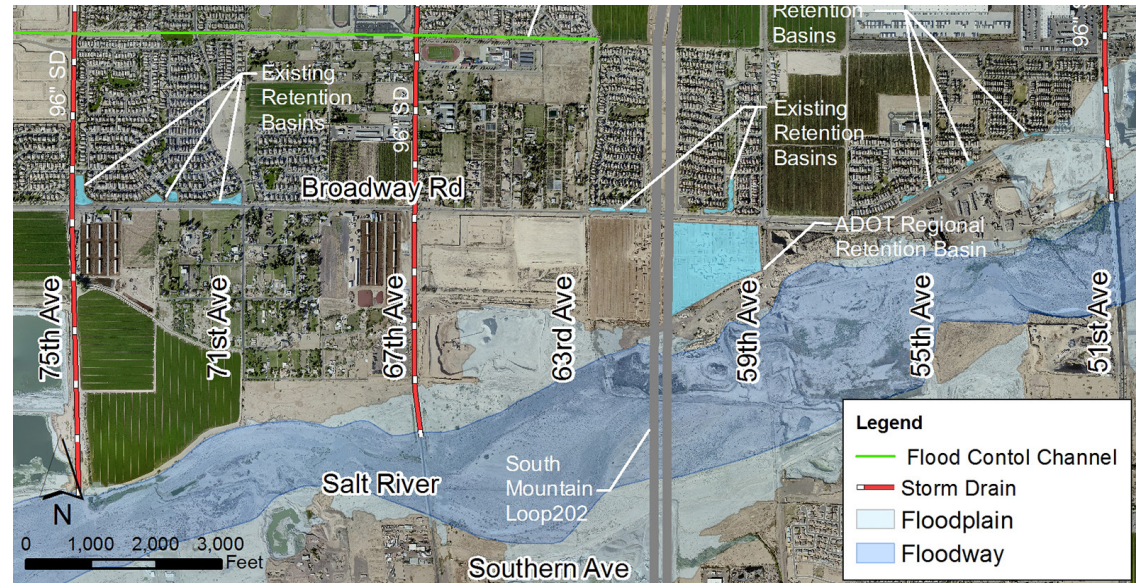 Retention
Basins
96" SD
96" SD
96" S
Existing
Retention
Basins
Existing
Retention
Basins
Broadway Rd
ADOT Regional
Retention Basin
75th Ave
71st Ave
67th Ave
63rd Ave
59th Ave
55th Ave
51st Ave
Salt River
South
Mountain
Loop202
Southern Ave
N
0 1,000 2,000 3,000
Feet
Legend
Flood Contol Channel
Storm Drain
Floodplain
Floodway